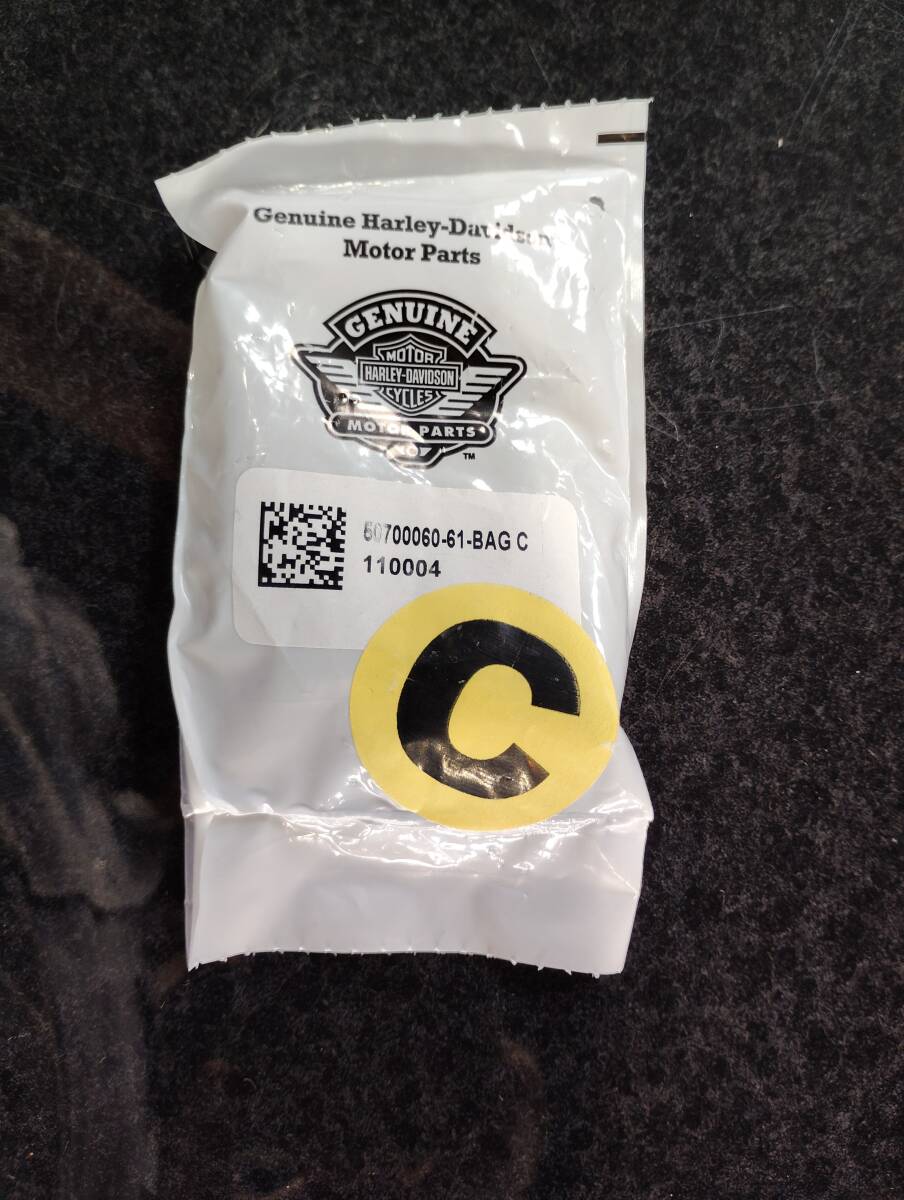 Genuine Harley-Davidson
Motor Parts
GENUINE
MOTOR
HARLEY-DAVIDSON
CYCLES
MOTOR PARTS
TM
50700060-61-BAG C
110004
C